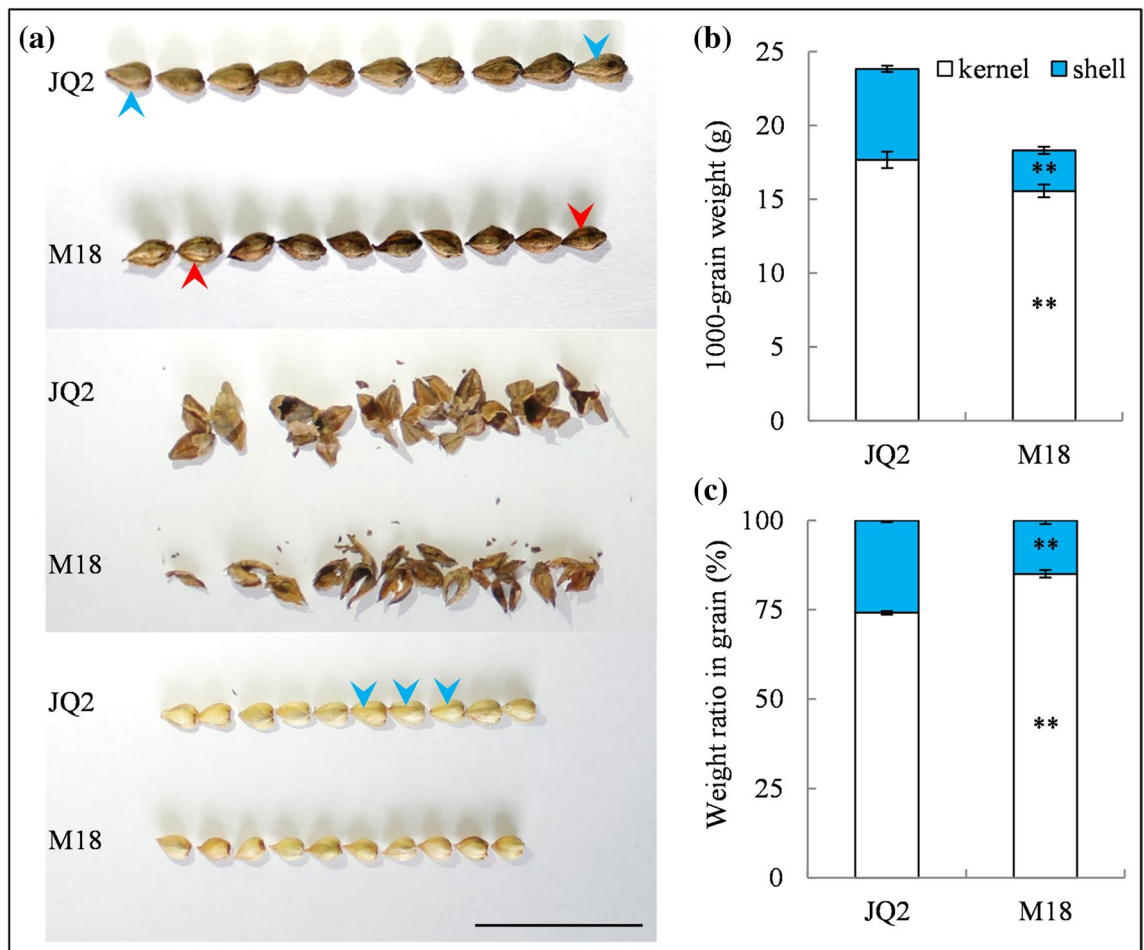 (a)
JQ2
M18
JQ2
M18
JQ2
M18
(b)
1000-grain weight (g)
25
20
15
10
5
0
kernel shell
**
**
JQ2 M18
(c)
Weight ratio in grain (%)
100
75
50
25
0
**
**
JQ2 M18